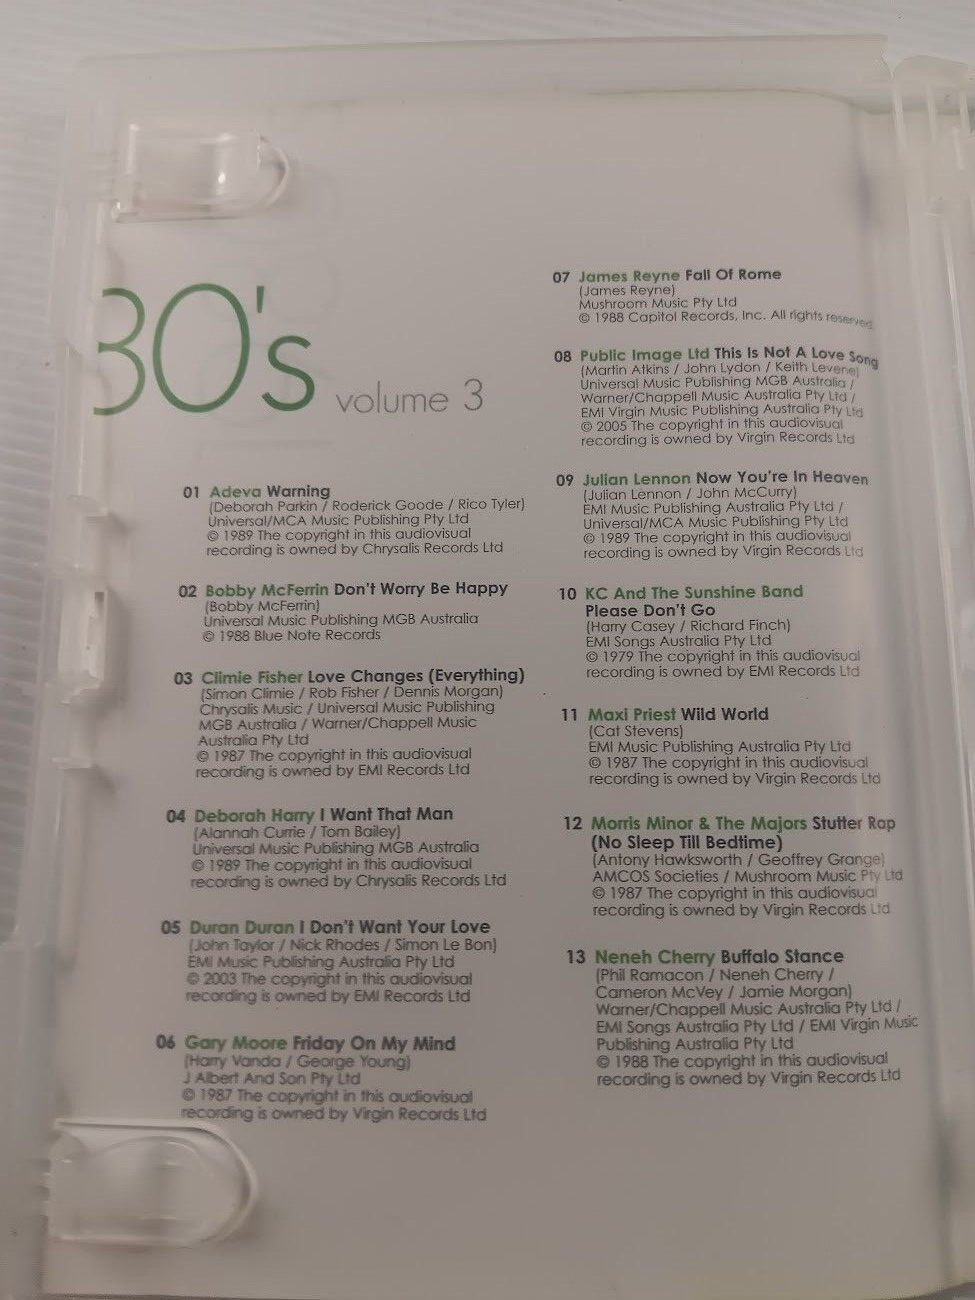 80's volume 3
01 Adeva Warning
(Deborah Parkin / Roderick Goode / Rico Tyler)
Universal/MCA Music Publishing Pty Ltd
© 1989 The copyright in this audiovisual
recording is owned by Chrysalis Records Ltd
02 Bobby McFerrin Don't Worry Be Happy
(Bobby McFerrin)
Universal Music Publishing MGB Australia
© 1988 Blue Note Records
03 Climie Fisher Love Changes (Everything)
(Simon Climie / Rob Fisher / Dennis Morgan)
Chrysalis Music / Universal Music Publishing
MGB Australia / Warner/Chappell Music
Australia Pty Ltd
© 1987 The copyright in this audiovisual
recording is owned by EMI Records Ltd
04 Deborah Harry I Want That Man
(Alannah Currie / Tom Bailey)
Universal Music Publishing MGB Australia
© 1989 The copyright in this audiovisual
recording is owned by Chrysalis Records Ltd
05 Duran Duran I Don't Want Your Love
(John Taylor / Nick Rhodes / Simon Le Bon)
EMI Music Publishing Australia Pty Ltd
© 2003 The copyright in this audiovisual
recording is owned by EMI Records Ltd
06 Gary Moore Friday On My Mind
(Harry Vanda / George Young)
J Albert And Son Pty Ltd
© 1987 The copyright in this audiovisual
recording is owned by Virgin Records Ltd
07 James Reyne Fall Of Rome
(James Reyne)
Mushroom Music Pty Ltd
© 1988 Capitol Records, Inc. All rights reserved
08 Public Image Ltd This Is Not A Love Song
(Martin Atkins / John Lydon / Keith Levene)
Universal Music Publishing MGB Australia /
Warner/Chappell Music Australia Pty Ltd /
EMI Virgin Music Publishing Australia Pty Ltd
© 2005 The copyright in this audiovisual
recording is owned by Virgin Records Ltd
09 Julian Lennon Now You're In Heaven
(Julian Lennon / John McCurry)
EMI Music Publishing Australia Pty Ltd /
Universal/MCA Music Publishing Pty Ltd
© 1989 The copyright in this audiovisual
recording is owned by Virgin Records Ltd
10 KC And The Sunshine Band
Please Don't Go
(Harry Casey / Richard Finch)
EMI Songs Australia Pty Ltd
© 1979 The copyright in this audiovisual
recording is owned by EMI Records Ltd
11 Maxi Priest Wild World
(Cat Stevens)
EMI Music Publishing Australia Pty Ltd
© 1987 The copyright in this audiovisual
recording is owned by Virgin Records Ltd
12 Morris Minor & The Majors Stutter Rap
(No Sleep Till Bedtime)
(Antony Hawksworth / Geoffrey Grange)
AMCOS Societies / Mushroom Music Pty Ltd
© 1987 The copyright in this audiovisual
recording is owned by Virgin Records Ltd
13 Neneh Cherry Buffalo Stance
(Phil Ramacon / Neneh Cherry /
Cameron McVey / Jamie Morgan)
Warner/Chappell Music Australia Pty Ltd /
EMI Songs Australia Pty Ltd / EMI Virgin Music
Publishing Australia Pty Ltd
© 1988 The copyright in this audiovisual
recording is owned by Virgin Records Ltd